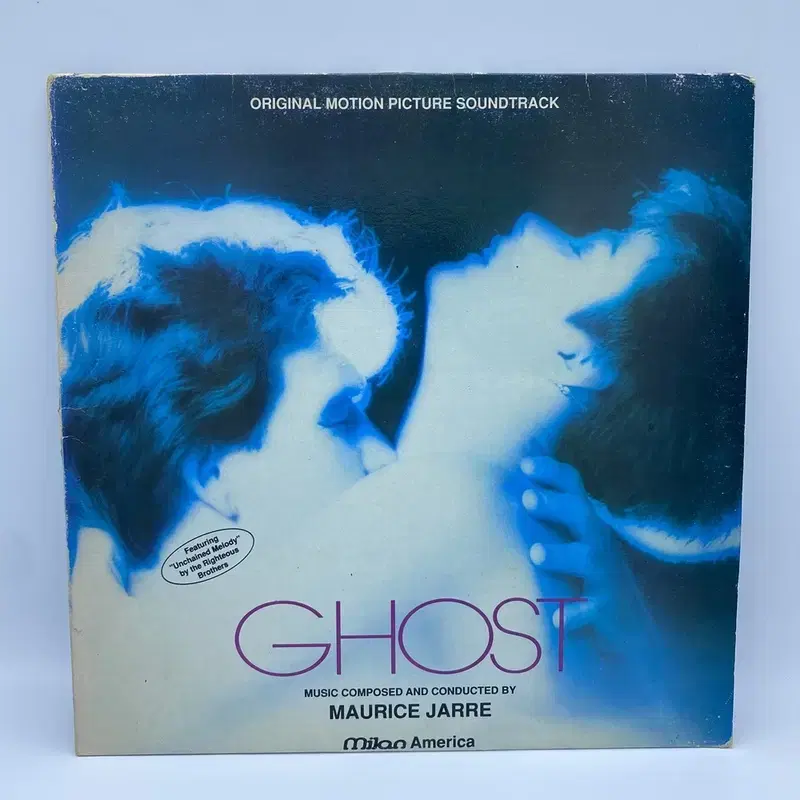 ORIGINAL MOTION PICTURE SOUNDTRACK
Featuring
"Unchained Melody"
by the Righteous
Brothers
GHOST
MUSIC COMPOSED AND CONDUCTED BY
MAURICE JARRE
Milan America